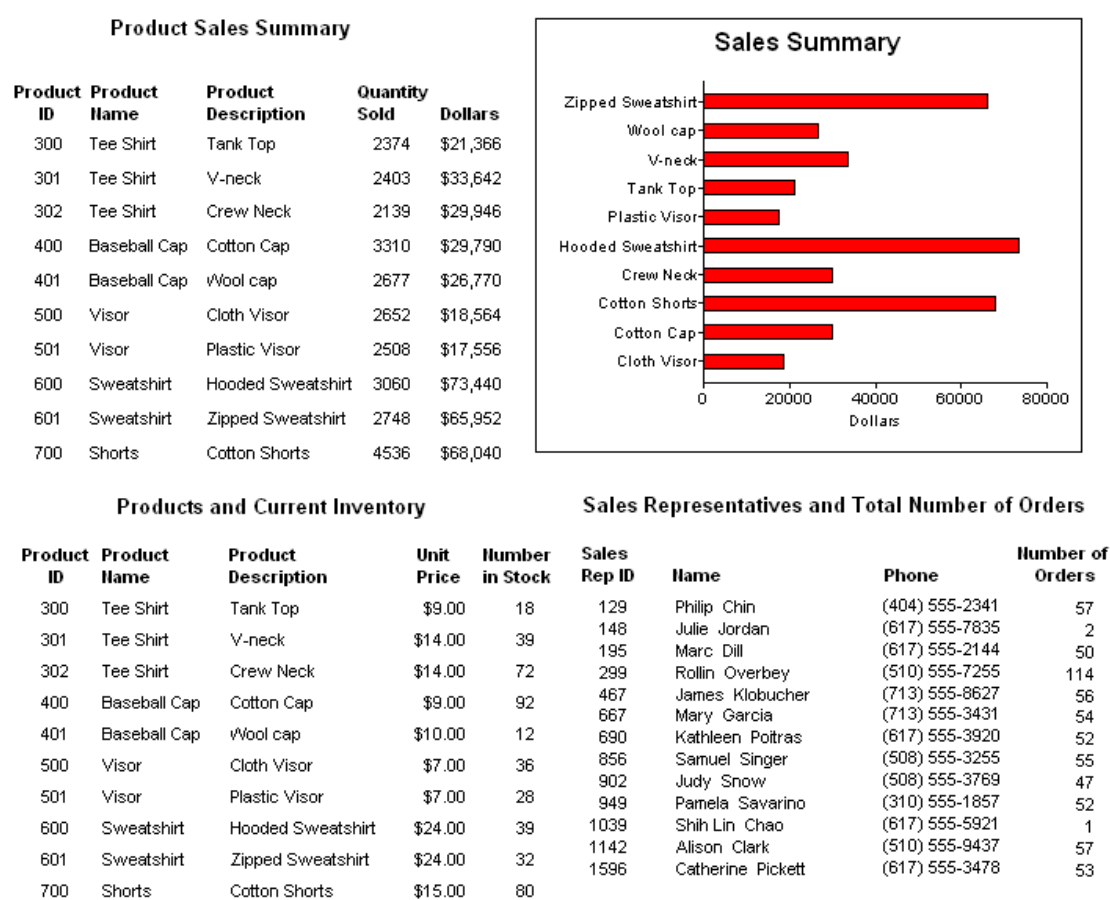 Product Sales Summary
Product Product Product Quantity
ID Name Description Sold Dollars
300 Tee Shirt Tank Top 2374 $21,366
301 Tee Shirt V-neck 2403 $33,642
302 Tee Shirt Crew Neck 2139 $29,946
400 Baseball Cap Cotton Cap 3310 $29,790
401 Baseball Cap Wool cap 2677 $26,770
500 Visor Cloth Visor 2652 $18,564
501 Visor Plastic Visor 2508 $17,556
600 Sweatshirt Hooded Sweatshirt 3060 $73,440
601 Sweatshirt Zipped Sweatshirt 2748 $65,952
700 Shorts Cotton Shorts 4536 $68,040
Sales Summary
Zipped Sweatshirt
Wool cap
V-neck
Tank Top
Plastic Visor
Hooded Sweatshirt
Crew Neck
Cotton Shorts
Cotton Cap
Cloth Visor
0 20000 40000 60000 80000
Dollars
Products and Current Inventory
Product Product Product Unit Number
ID Name Description Price in Stock
300 Tee Shirt Tank Top $9.00 18
301 Tee Shirt V-neck $14.00 39
302 Tee Shirt Crew Neck $14.00 72
400 Baseball Cap Cotton Cap $9.00 92
401 Baseball Cap Wool cap $10.00 12
500 Visor Cloth Visor $7.00 36
501 Visor Plastic Visor $7.00 28
600 Sweatshirt Hooded Sweatshirt $24.00 39
601 Sweatshirt Zipped Sweatshirt $24.00 32
700 Shorts Cotton Shorts $15.00 80
Sales Representatives and Total Number of Orders
Sales Number of
Rep ID Name Phone Orders
129 Philip Chin (404) 555-2341 57
148 Julie Jordan (617) 555-7835 2
195 Marc Dill (617) 555-2144 50
299 Rollin Overbey (510) 555-7255 114
467 James Klobucher (713) 555-8627 56
667 Mary Garcia (713) 555-3431 54
690 Kathleen Poitras (617) 555-3920 52
856 Samuel Singer (508) 555-3255 55
902 Judy Snow (508) 555-3769 47
949 Pamela Savarino (310) 555-1857 52
1039 Shih Lin Chao (617) 555-5921 1
1142 Alison Clark (510) 555-9437 57
1596 Catherine Pickett (617) 555-3478 53